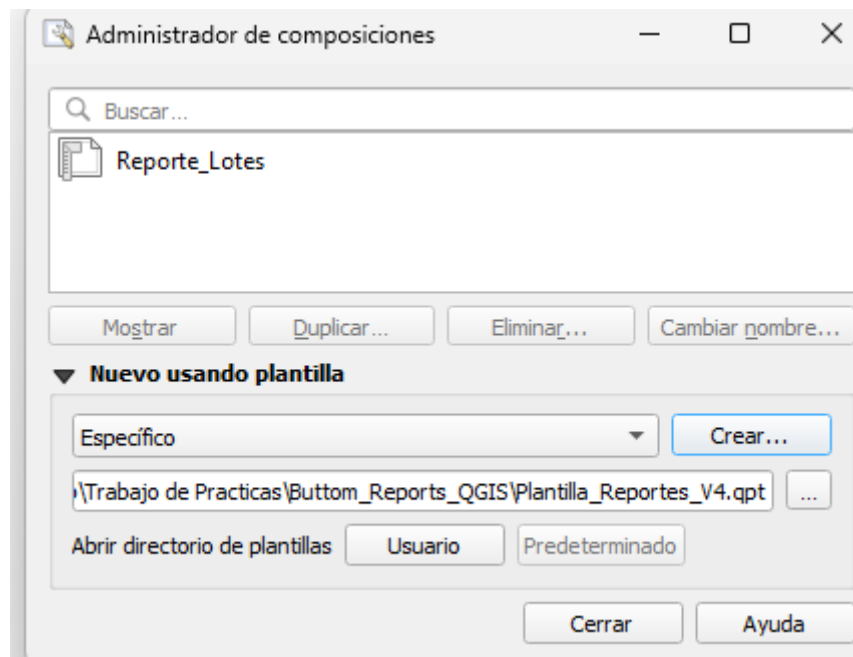 Administrador de composiciones
Buscar...
Reporte_Lotes
Mostrar Duplicar... Eliminar... Cambiar nombre...
Nuevo usando plantilla
Específico Crear...
\Trabajo de Practicas\Buttom_Reports_QGIS\Plantilla_Reportes_V4.qpt ...
Abrir directorio de plantillas Usuario Predeterminado
Cerrar Ayuda